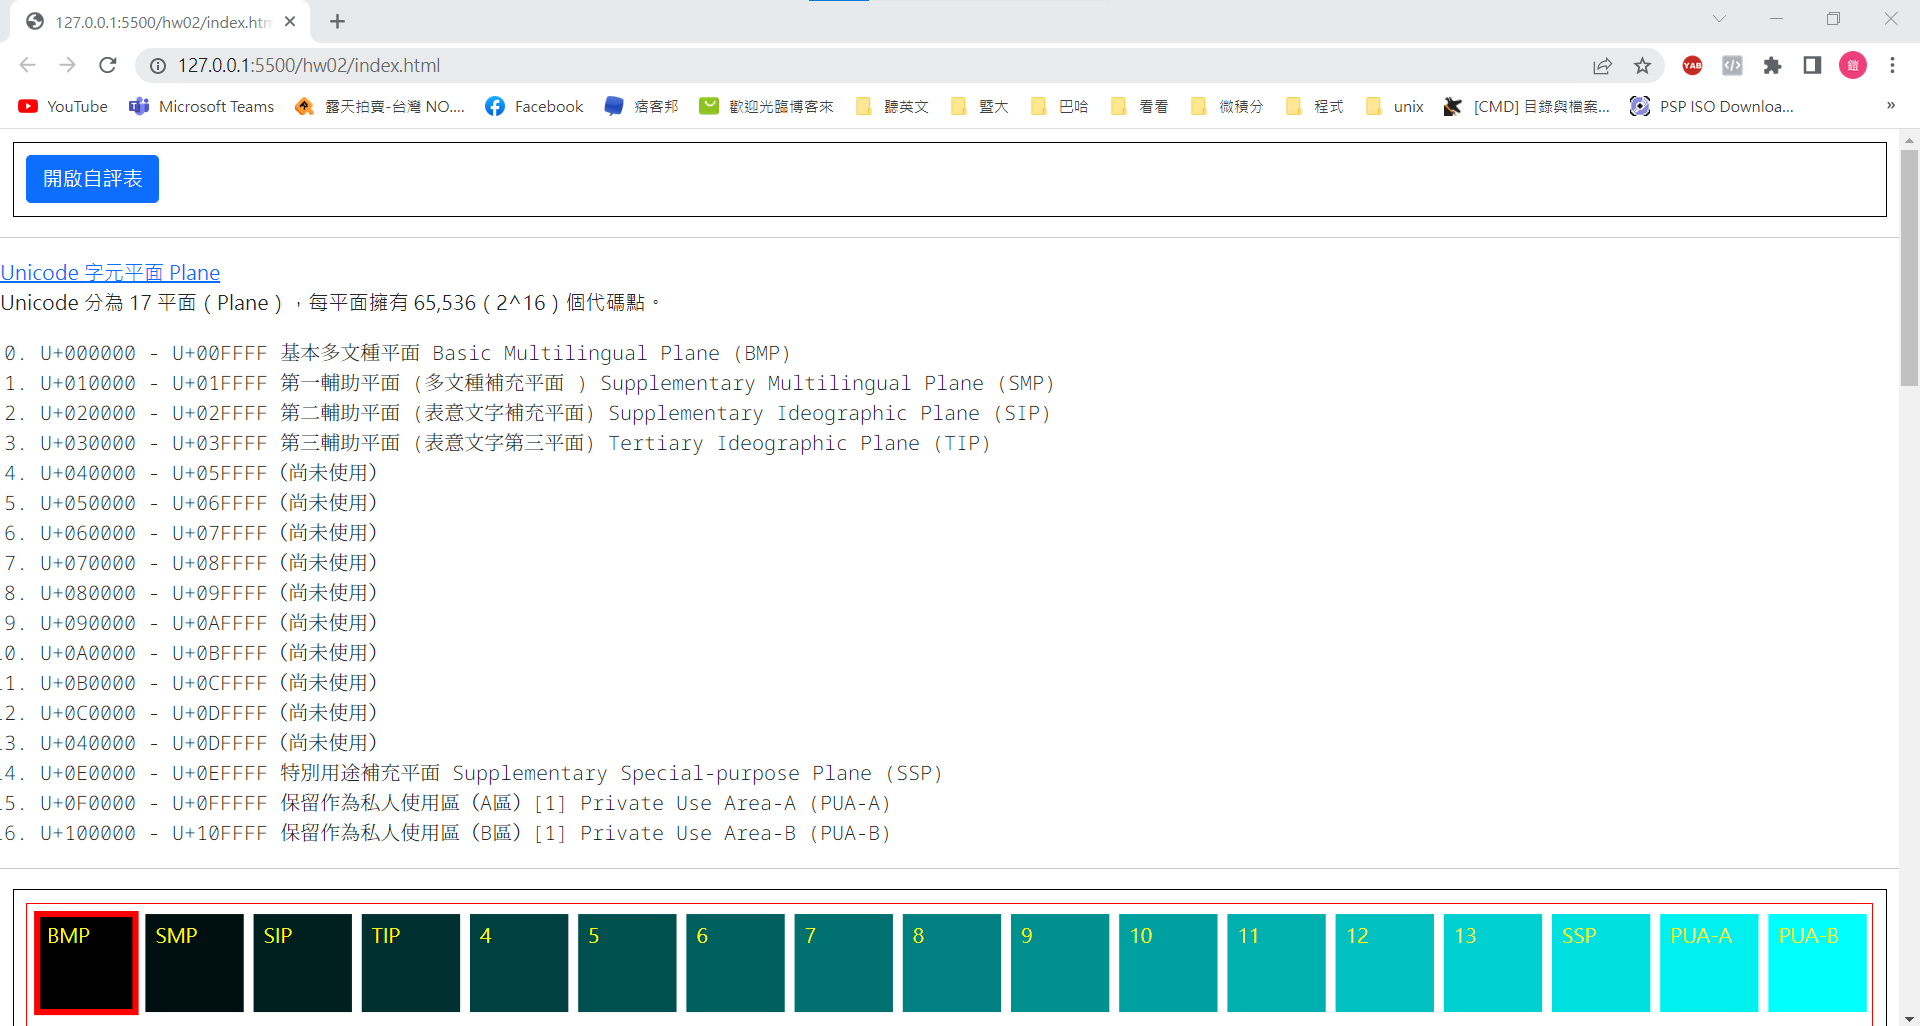 127.0.0.1:5500/hw02/index.htm
127.0.0.1:5500/hw02/index.html
YAB
鎧
YouTube Microsoft Teams 露天拍賣-台灣 NO.... Facebook 痞客邦 歡迎光臨博客來 聽英文 暨大 巴哈 看看 微積分 程式 unix [CMD] 目錄與檔案... PSP ISO Downloa... »
開啟自評表
Unicode 字元平面 Plane
Unicode 分為 17 平面 ( Plane ) ，每平面擁有 65,536 ( 2^16 ) 個代碼點。
0. U+000000 - U+00FFFF 基本多文種平面 Basic Multilingual Plane (BMP)
1. U+010000 - U+01FFFF 第一輔助平面 (多文種補充平面 ) Supplementary Multilingual Plane (SMP)
2. U+020000 - U+02FFFF 第二輔助平面 (表意文字補充平面) Supplementary Ideographic Plane (SIP)
3. U+030000 - U+03FFFF 第三輔助平面 (表意文字第三平面) Tertiary Ideographic Plane (TIP)
4. U+040000 - U+05FFFF (尚未使用)
5. U+050000 - U+06FFFF (尚未使用)
6. U+060000 - U+07FFFF (尚未使用)
7. U+070000 - U+08FFFF (尚未使用)
8. U+080000 - U+09FFFF (尚未使用)
9. U+090000 - U+0AFFFF (尚未使用)
10. U+0A0000 - U+0BFFFF (尚未使用)
11. U+0B0000 - U+0CFFFF (尚未使用)
12. U+0C0000 - U+0DFFFF (尚未使用)
13. U+040000 - U+0DFFFF (尚未使用)
14. U+0E0000 - U+0EFFFF 特別用途補充平面 Supplementary Special-purpose Plane (SSP)
15. U+0F0000 - U+0FFFFF 保留作為私人使用區（A區）[1] Private Use Area-A (PUA-A)
16. U+100000 - U+10FFFF 保留作為私人使用區（B區）[1] Private Use Area-B (PUA-B)
BMP SMP SIP TIP 4 5 6 7 8 9 10 11 12 13 SSP PUA-A PUA-B